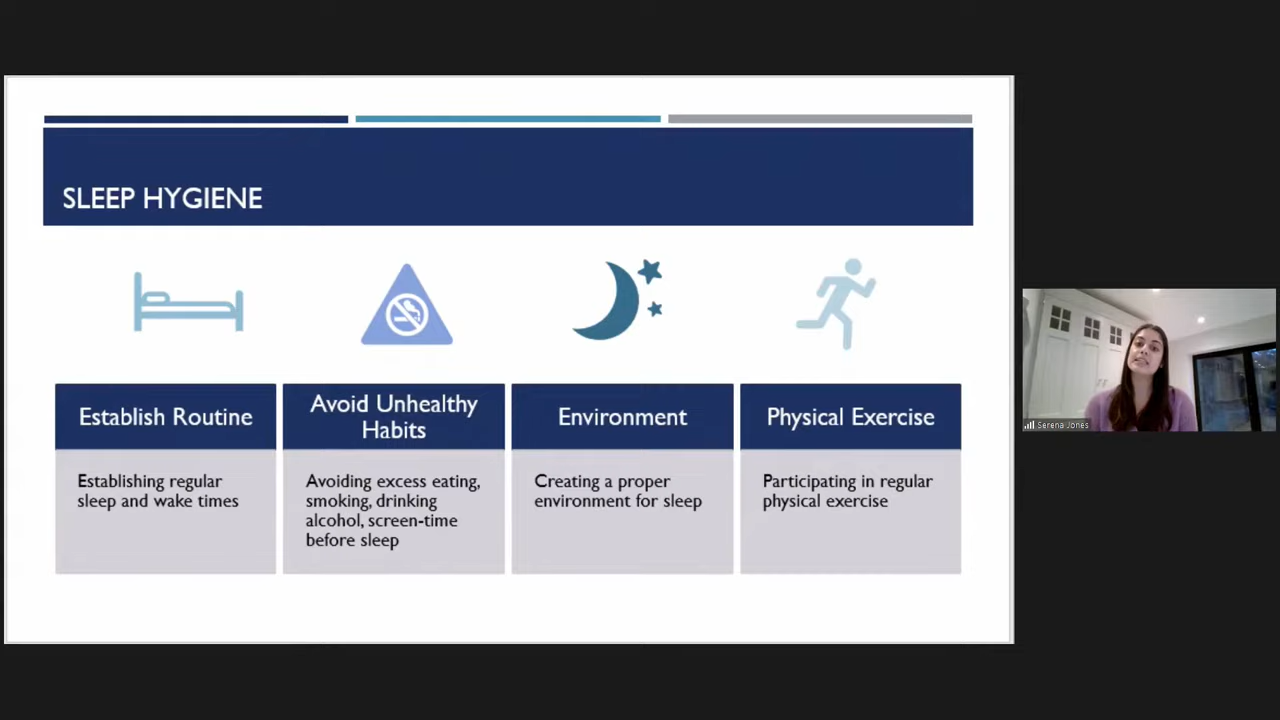 SLEEP HYGIENE
Establish Routine
Establishing regular
sleep and wake times
Avoid Unhealthy
Habits
Avoiding excess eating,
smoking, drinking
alcohol, screen-time
before sleep
Environment
Creating a proper
environment for sleep
Physical Exercise
Participating in regular
physical exercise
Serena Jones